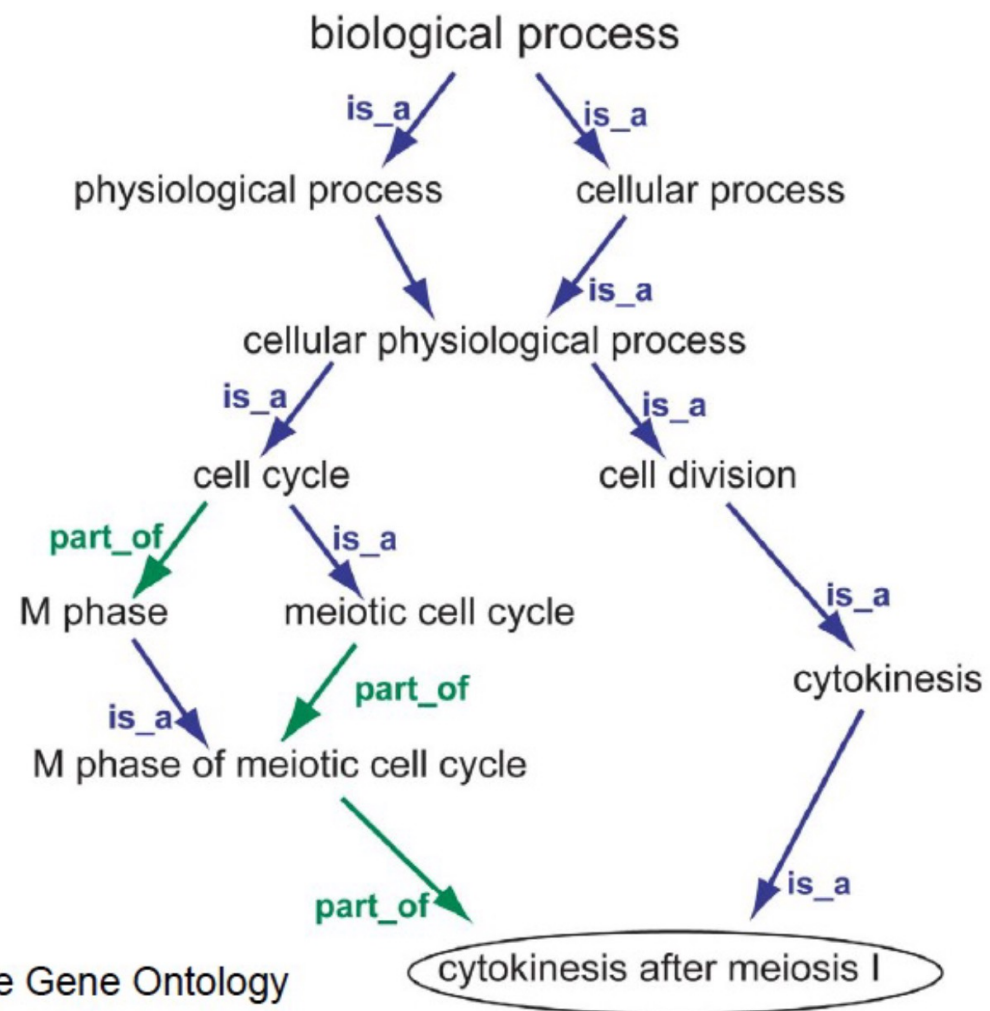 biological process
is_a
is_a
physiological process
cellular process
is_a
cellular physiological process
is_a
is_a
cell cycle
cell division
part_of
is_a
is_a
M phase
meiotic cell cycle
cytokinesis
part_of
is_a
M phase of meiotic cell cycle
is_a
part_of
cytokinesis after meiosis I
e Gene Ontology